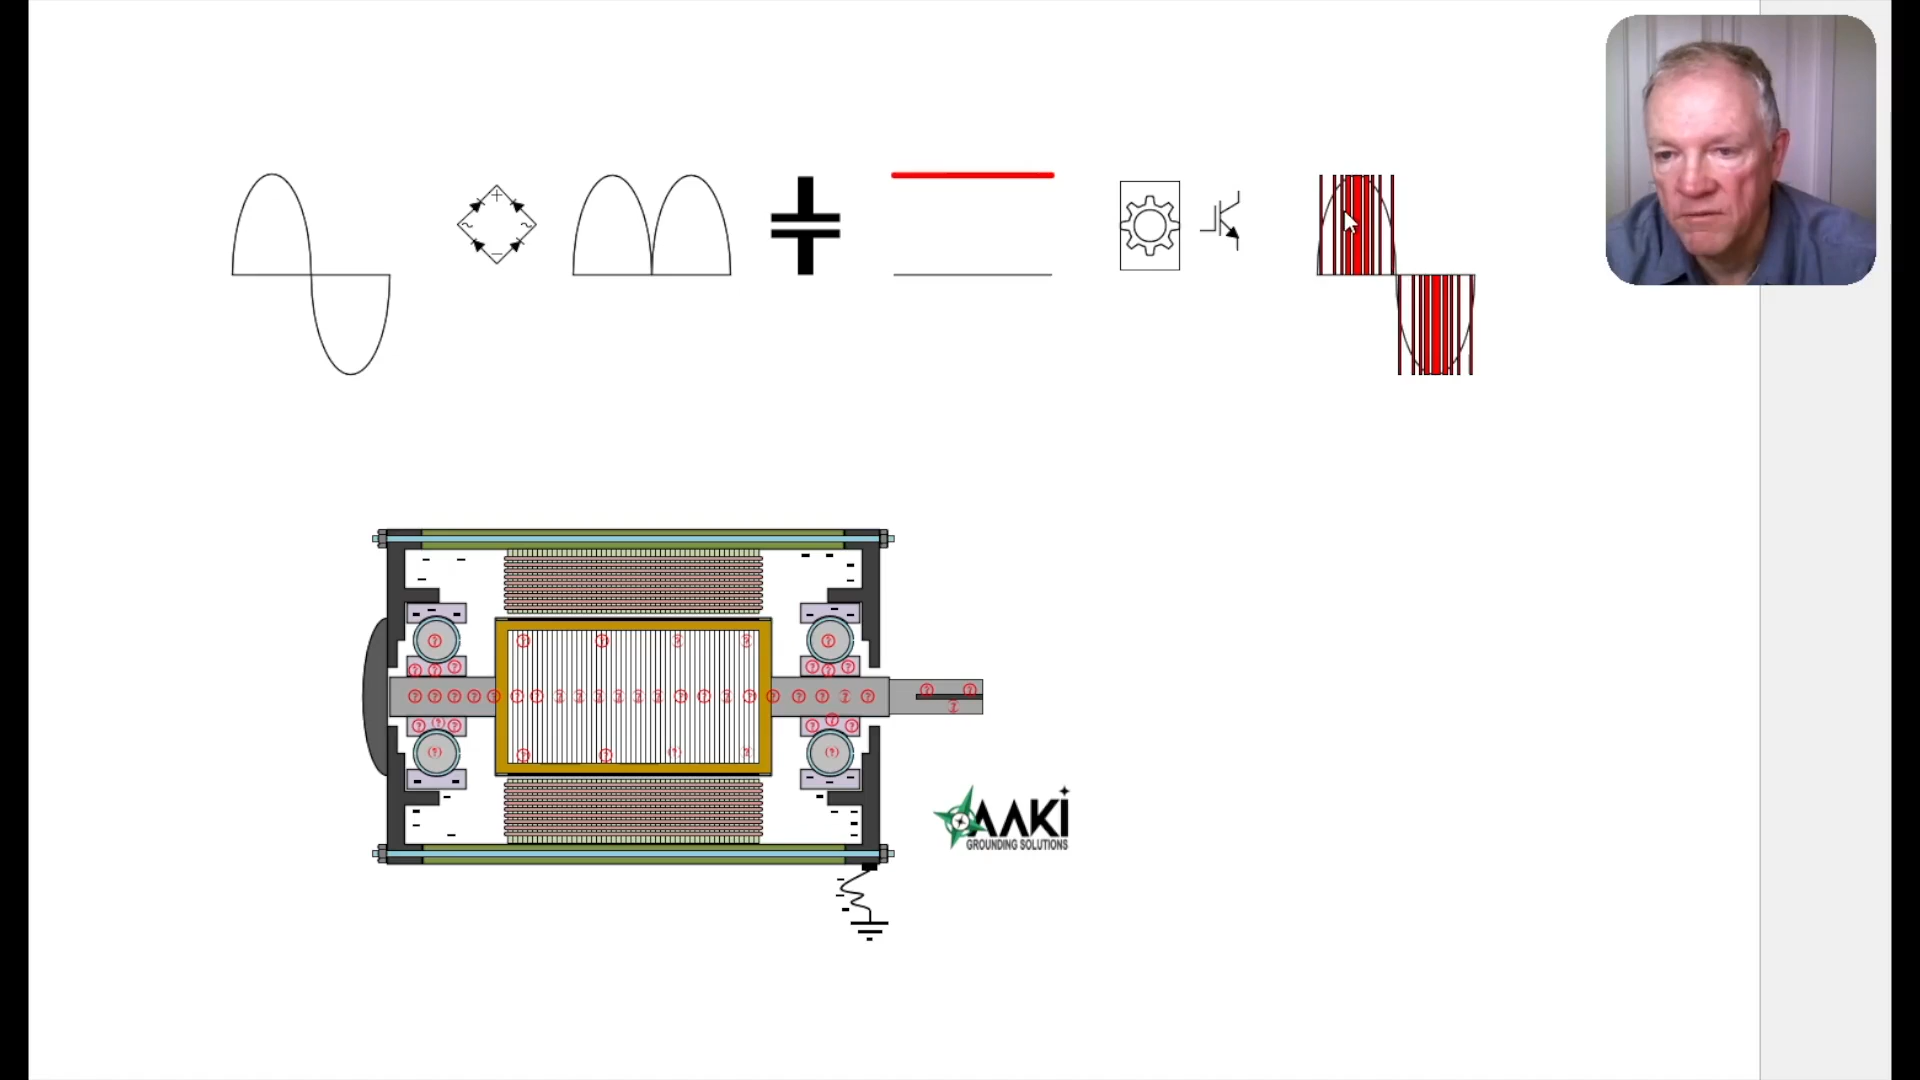 +
~ ~
−
AAKI
GROUNDING SOLUTIONS